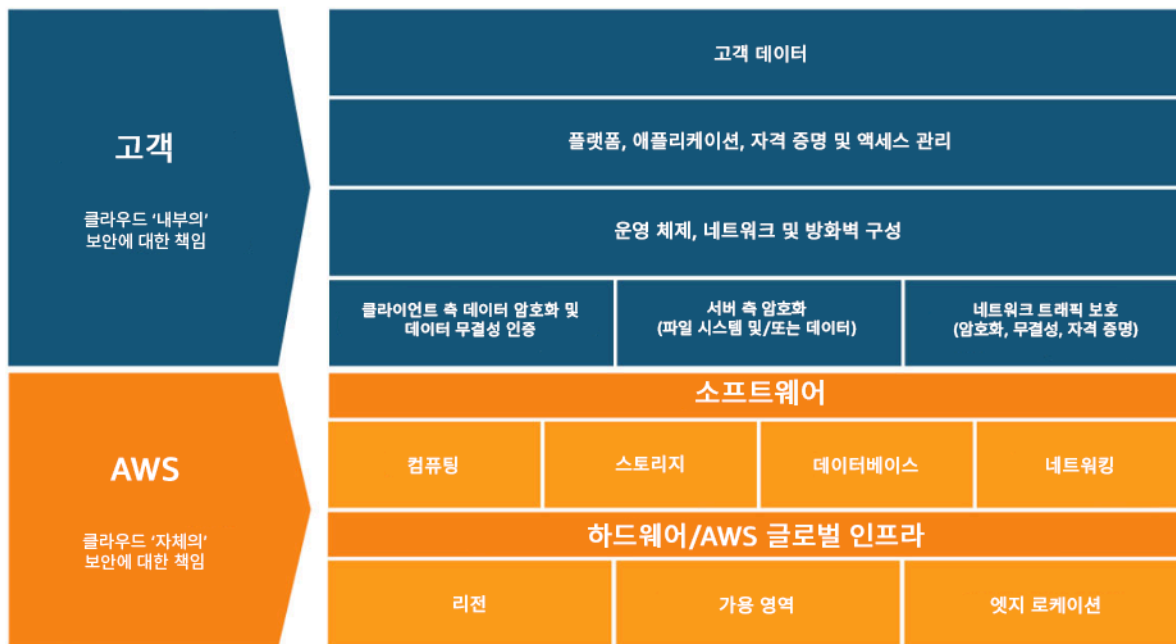 고객
클라우드 ‘내부의’
보안에 대한 책임
고객 데이터
플랫폼, 애플리케이션, 자격 증명 및 액세스 관리
운영 체제, 네트워크 및 방화벽 구성
클라이언트 측 데이터 암호화 및
데이터 무결성 인증
서버 측 암호화
(파일 시스템 및/또는 데이터)
네트워크 트래픽 보호
(암호화, 무결성, 자격 증명)
AWS
클라우드 ‘자체의’
보안에 대한 책임
소프트웨어
컴퓨팅
스토리지
데이터베이스
네트워킹
하드웨어/AWS 글로벌 인프라
리전
가용 영역
엣지 로케이션